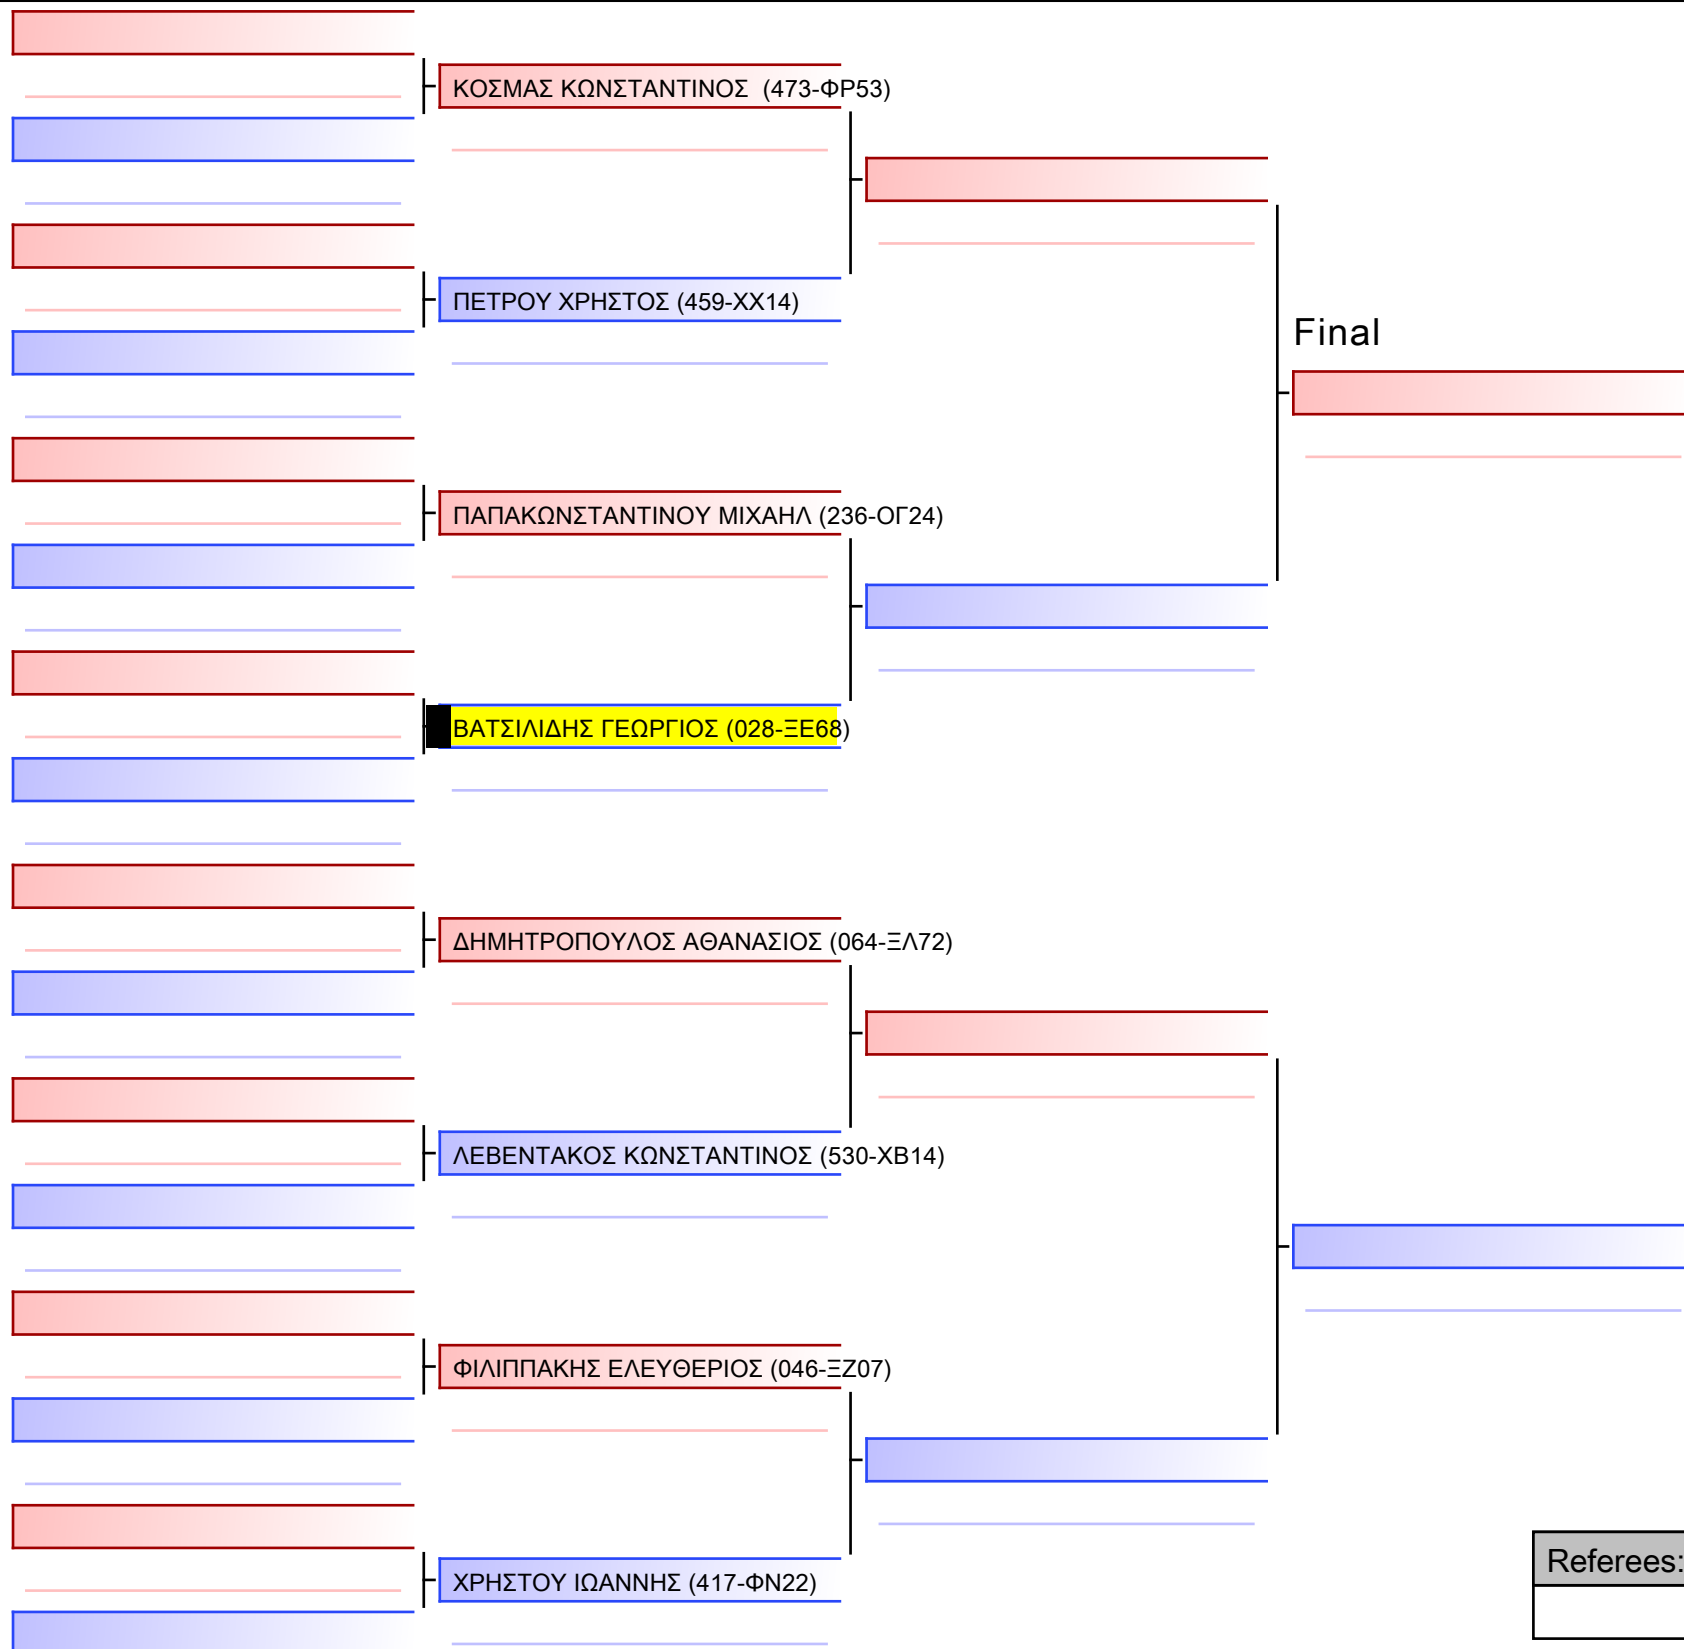 ΚΟΣΜΑΣ ΚΩΝΣΤΑΝΤΙΝΟΣ (473-ΦΡ53)
ΠΕΤΡΟΥ ΧΡΗΣΤΟΣ (459-ΧΧ14)
Final
ΠΑΠΑΚΩΝΣΤΑΝΤΙΝΟΥ ΜΙΧΑΗΛ (236-ΟΓ24)
ΒΑΤΣΙΛΙΔΗΣ ΓΕΩΡΓΙΟΣ (028-ΞΕ68)
ΔΗΜΗΤΡΟΠΟΥΛΟΣ ΑΘΑΝΑΣΙΟΣ (064-ΞΛ72)
ΛΕΒΕΝΤΑΚΟΣ ΚΩΝΣΤΑΝΤΙΝΟΣ (530-ΧΒ14)
ΦΙΛΙΠΠΑΚΗΣ ΕΛΕΥΘΕΡΙΟΣ (046-ΞΖ07)
Referees:
ΧΡΗΣΤΟΥ ΙΩΑΝΝΗΣ (417-ΦΝ22)